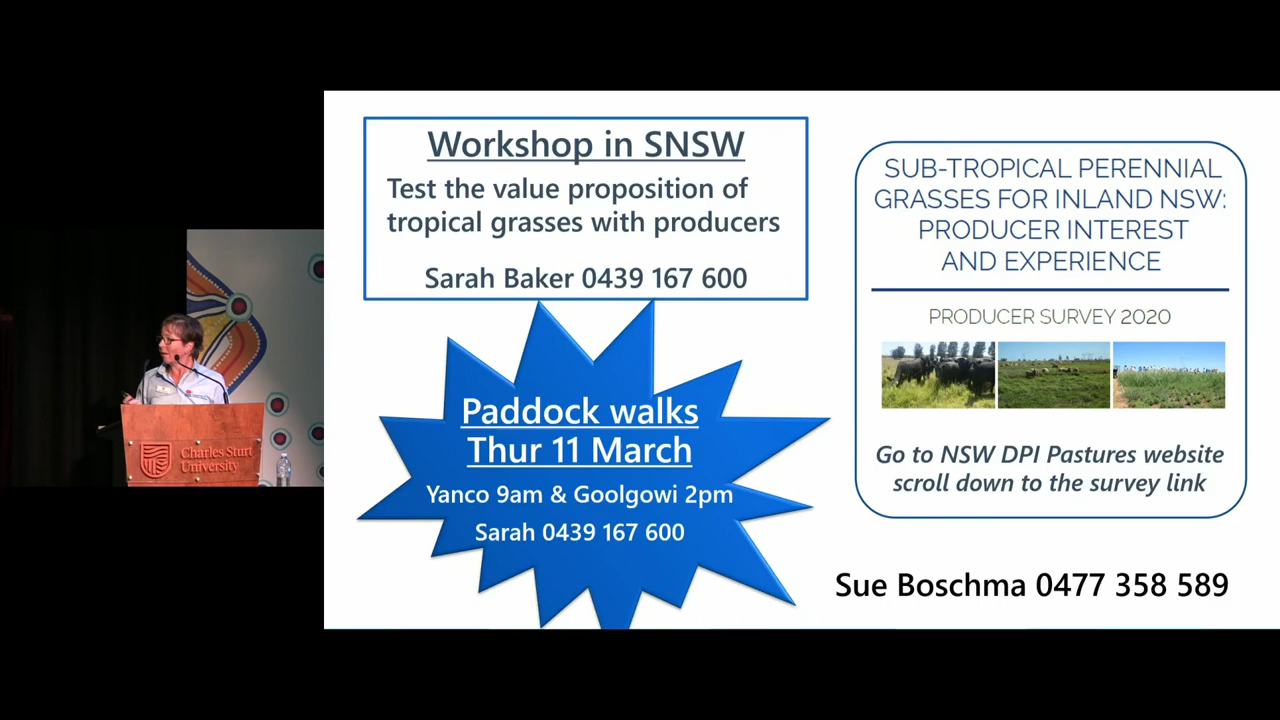 Workshop in SNSW
Test the value proposition of
tropical grasses with producers
Sarah Baker 0439 167 600
Paddock walks
Thur 11 March
Yanco 9am & Goolgowi 2pm
Sarah 0439 167 600
SUB-TROPICAL PERENNIAL
GRASSES FOR INLAND NSW:
PRODUCER INTEREST
AND EXPERIENCE
PRODUCER SURVEY 2020
Go to NSW DPI Pastures website
scroll down to the survey link
Sue Boschma 0477 358 589
Charles Sturt
University